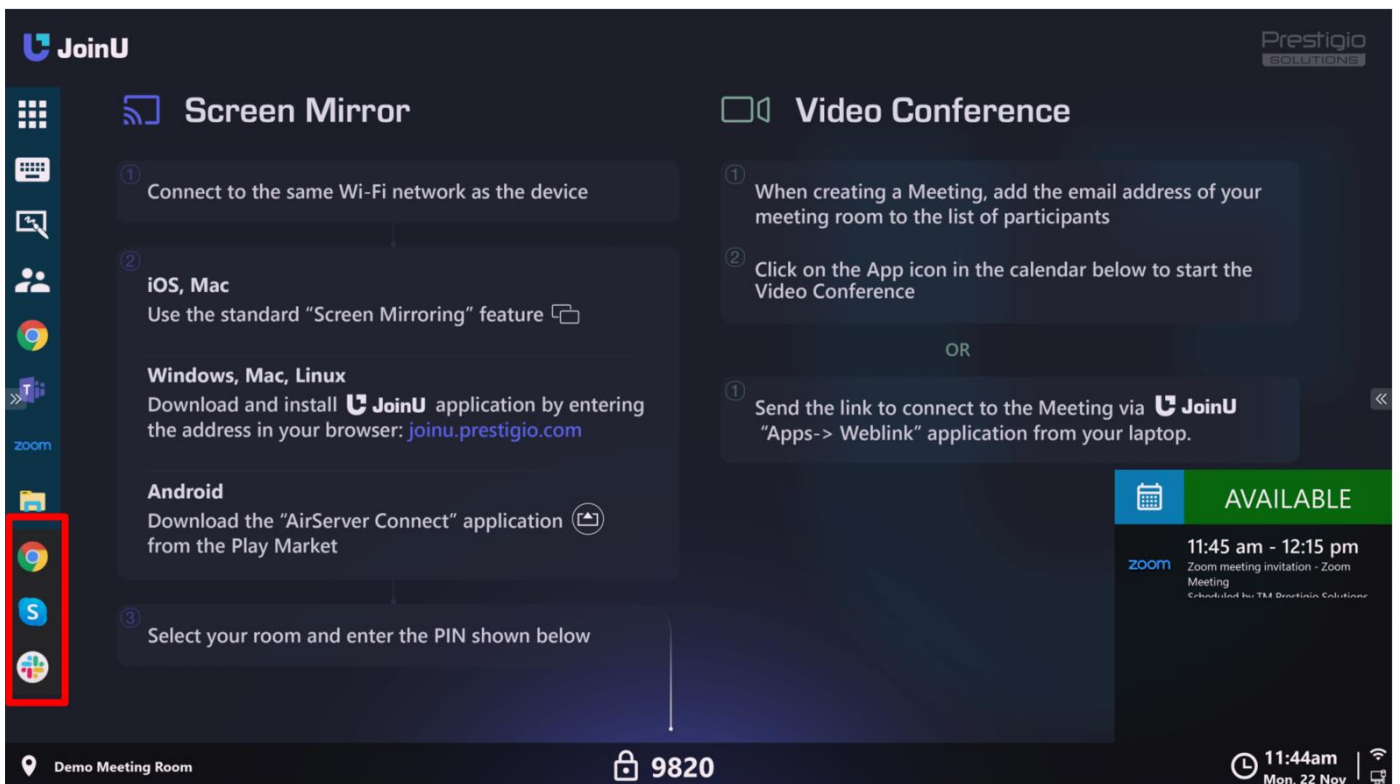 JoinU
Prestigio
SOLUTIONS
Screen Mirror
1
Connect to the same Wi-Fi network as the device
2
iOS, Mac
Use the standard “Screen Mirroring” feature
Windows, Mac, Linux
Download and install JoinU application by entering
the address in your browser: joinu.prestigio.com
Android
Download the “AirServer Connect” application
from the Play Market
3
Select your room and enter the PIN shown below
Video Conference
1
When creating a Meeting, add the email address of your
meeting room to the list of participants
2
Click on the App icon in the calendar below to start the
Video Conference
OR
1
Send the link to connect to the Meeting via JoinU
“Apps-> Weblink” application from your laptop.
T
zoom
S
AVAILABLE
zoom
11:45 am - 12:15 pm
Zoom meeting invitation - Zoom
Meeting
Scheduled by TM Prestigio Solutions
Demo Meeting Room
9820
11:44am
Mon, 22 Nov